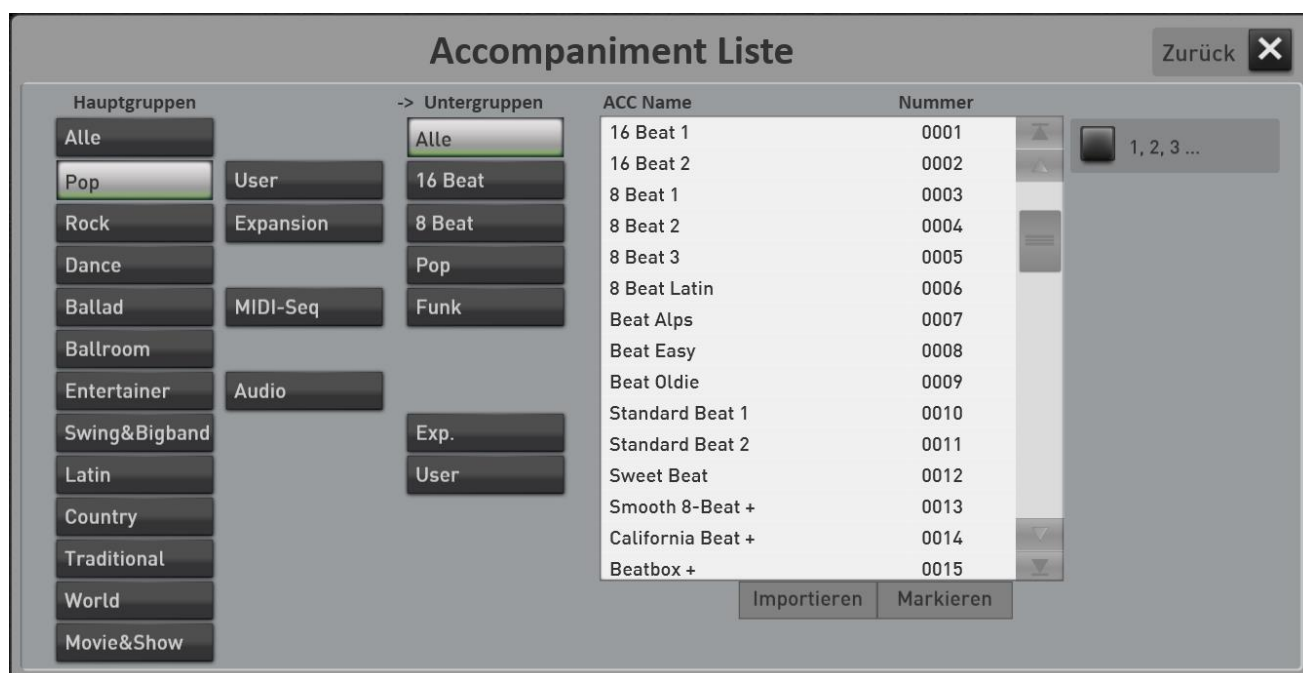 Accompaniment Liste
Zurück
Hauptgruppen -> Untergruppen ACC Name Nummer
Alle Alle 16 Beat 1 0001
1, 2, 3 ...
16 Beat 2 0002
Pop User 16 Beat
8 Beat 1 0003
Rock Expansion 8 Beat 8 Beat 2 0004
Dance Pop 8 Beat 3 0005
8 Beat Latin 0006
Ballad MIDI-Seq Funk
Beat Alps 0007
Ballroom Beat Easy 0008
Entertainer Audio Beat Oldie 0009
Standard Beat 1 0010
Swing&Bigband Exp.
Standard Beat 2 0011
Latin User Sweet Beat 0012
Smooth 8-Beat + 0013
Country
California Beat + 0014
Traditional Beatbox + 0015
World Importieren Markieren
Movie&Show